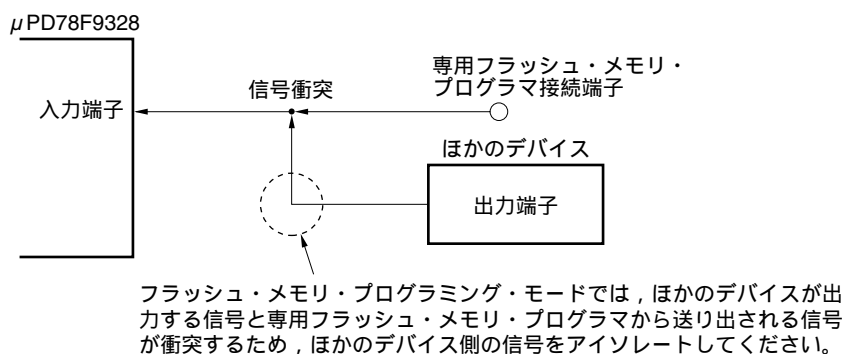 μPD78F9328
専用フラッシュ・メモリ・
プログラマ接続端子
信号衝突
入力端子
ほかのデバイス
出力端子
フラッシュ・メモリ・プログラミング・モードでは，ほかのデバイスが出
力する信号と専用フラッシュ・メモリ・プログラマから送り出される信号
が衝突するため，ほかのデバイス側の信号をアイソレートしてください。